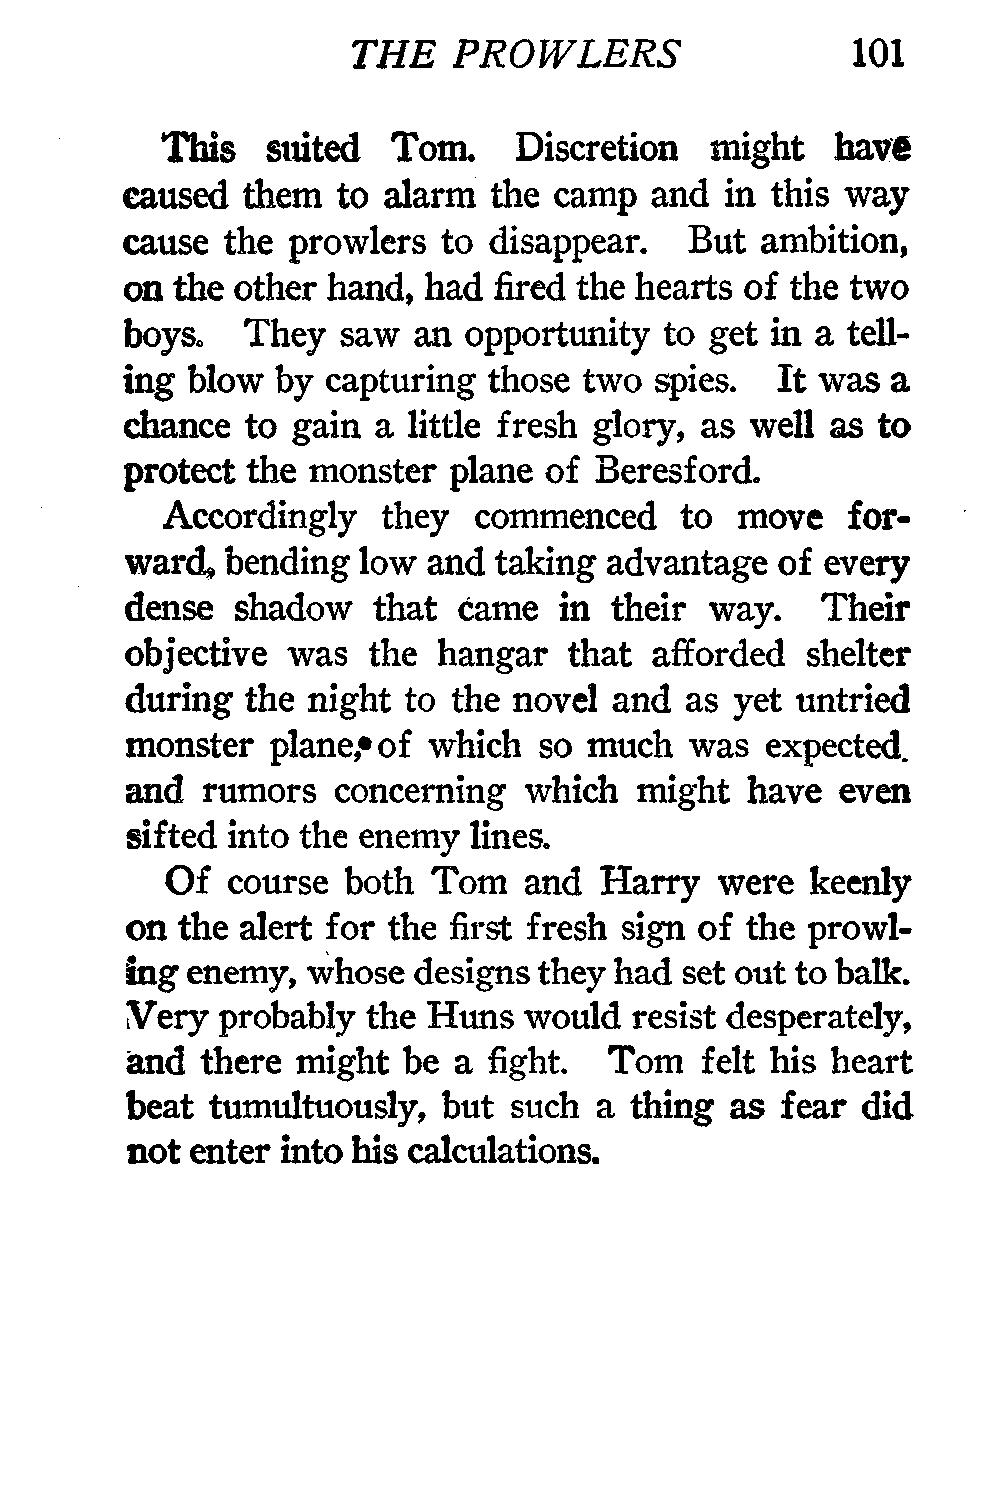 THE PROWLERS 101
This suited Tom. Discretion might have
caused them to alarm the camp and in this way
cause the prowlers to disappear. But ambition,
on the other hand, had fired the hearts of the two
boys. They saw an opportunity to get in a tell-
ing blow by capturing those two spies. It was a
chance to gain a little fresh glory, as well as to
protect the monster plane of Beresford.
Accordingly they commenced to move for-
ward, bending low and taking advantage of every
dense shadow that came in their way. Their
objective was the hangar that afforded shelter
during the night to the novel and as yet untried
monster plane, of which so much was expected.
and rumors concerning which might have even
sifted into the enemy lines.
Of course both Tom and Harry were keenly
on the alert for the first fresh sign of the prowl-
ing enemy, whose designs they had set out to balk.
Very probably the Huns would resist desperately,
and there might be a fight. Tom felt his heart
beat tumultuously, but such a thing as fear did
not enter into his calculations.